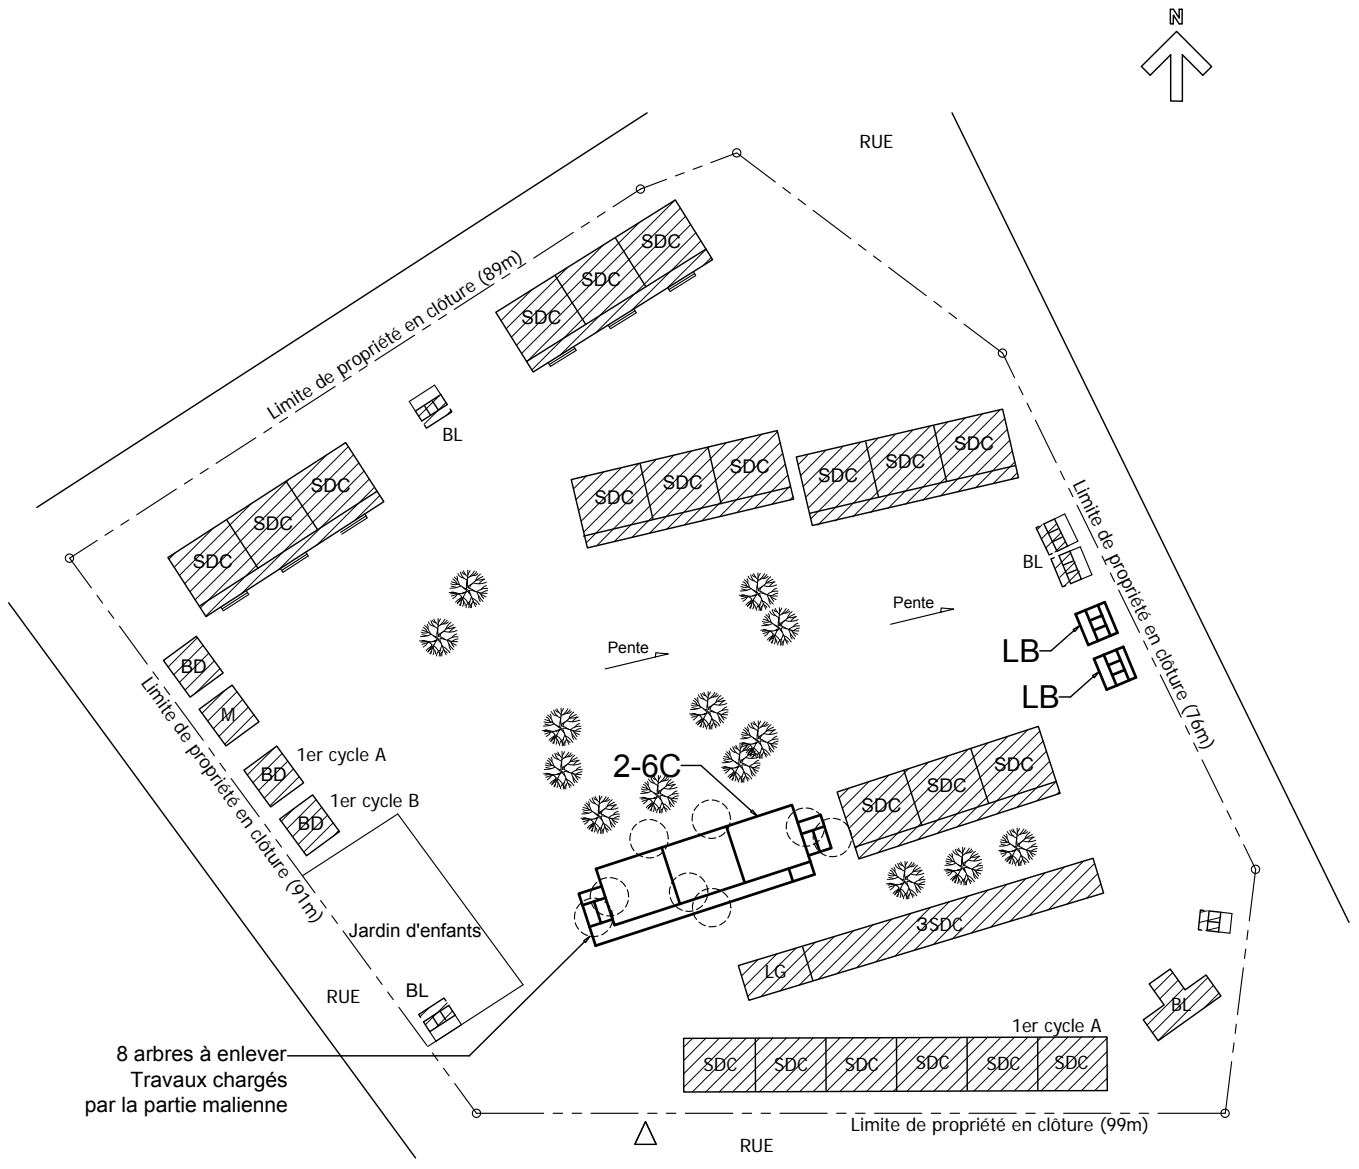 N
RUE
Limite de propriété en clôture (89m)
SDC
SDC
SDC
BL
SDC
SDC
SDC
SDC
SDC
SDC
SDC
SDC
SDC
Limite de propriété en clôture (76m)
BL
Pente
Pente
LB
LB
BD
M
BD
1er cycle A
BD
1er cycle B
Limite de propriété en clôture (91m)
2-6C
SDC
SDC
SDC
Jardin d'enfants
3SDC
LG
BL
RUE
BL
1er cycle A
8 arbres à enlever
Travaux chargés
par la partie malienne
SDC
SDC
SDC
SDC
SDC
SDC
Limite de propriété en clôture (99m)
RUE